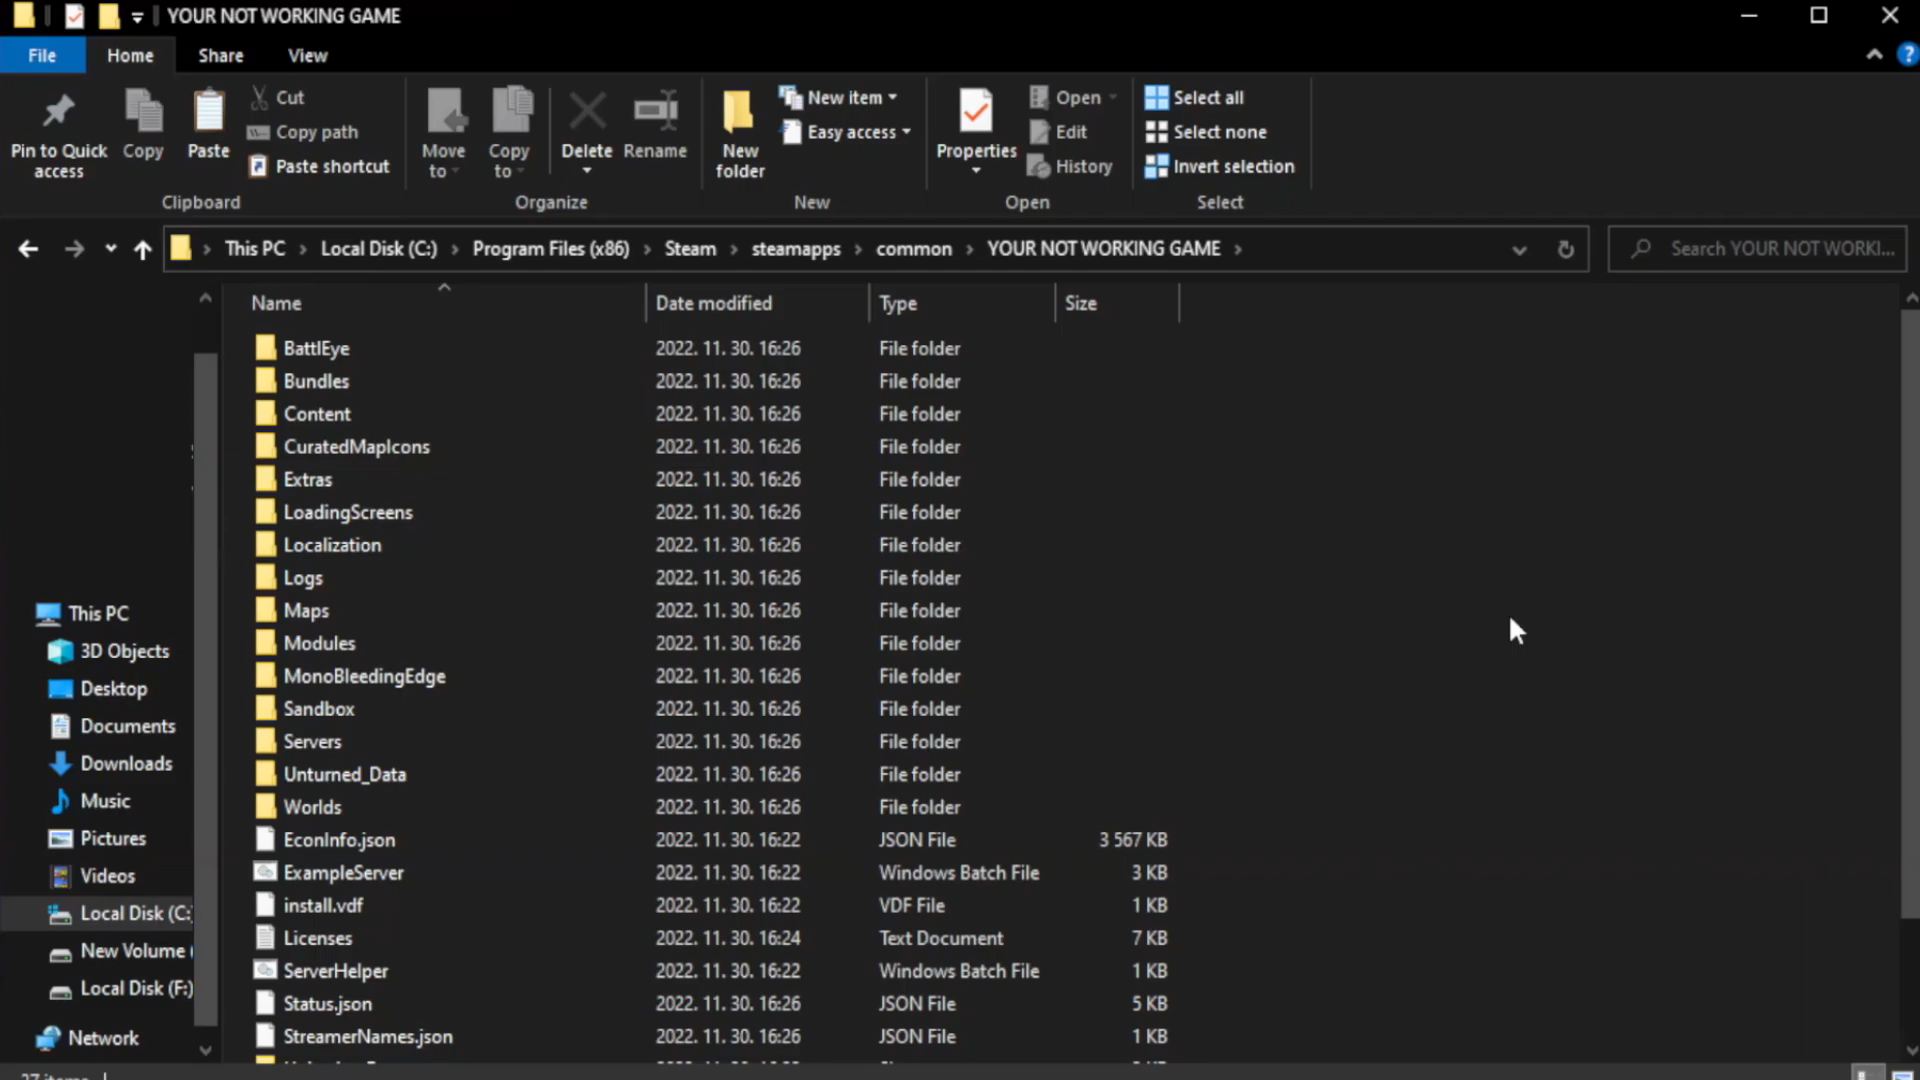 YOUR NOT WORKING GAME
File Home Share View
Pin to Quick access
Copy
Paste
Cut
Copy path
Paste shortcut
Clipboard
Move to
Copy to
Delete
Rename
Organize
New folder
New item
Easy access
New
Properties
Open
Edit
History
Open
Select all
Select none
Invert selection
Select
This PC > Local Disk (C:) > Program Files (x86) > Steam > steamapps > common > YOUR NOT WORKING GAME >
Search YOUR NOT WORKI...
This PC
3D Objects
Desktop
Documents
Downloads
Music
Pictures
Videos
Local Disk (C:
New Volume (
Local Disk (F:)
Network
Name Date modified Type Size
BattlEye 2022. 11. 30. 16:26 File folder
Bundles 2022. 11. 30. 16:26 File folder
Content 2022. 11. 30. 16:26 File folder
CuratedMapIcons 2022. 11. 30. 16:26 File folder
Extras 2022. 11. 30. 16:26 File folder
LoadingScreens 2022. 11. 30. 16:26 File folder
Localization 2022. 11. 30. 16:26 File folder
Logs 2022. 11. 30. 16:26 File folder
Maps 2022. 11. 30. 16:26 File folder
Modules 2022. 11. 30. 16:26 File folder
MonoBleedingEdge 2022. 11. 30. 16:26 File folder
Sandbox 2022. 11. 30. 16:26 File folder
Servers 2022. 11. 30. 16:26 File folder
Unturned_Data 2022. 11. 30. 16:26 File folder
Worlds 2022. 11. 30. 16:26 File folder
EconInfo.json 2022. 11. 30. 16:22 JSON File 3 567 KB
ExampleServer 2022. 11. 30. 16:22 Windows Batch File 3 KB
install.vdf 2022. 11. 30. 16:22 VDF File 1 KB
Licenses 2022. 11. 30. 16:24 Text Document 7 KB
ServerHelper 2022. 11. 30. 16:22 Windows Batch File 1 KB
Status.json 2022. 11. 30. 16:26 JSON File 5 KB
StreamerNames.json 2022. 11. 30. 16:26 JSON File 1 KB